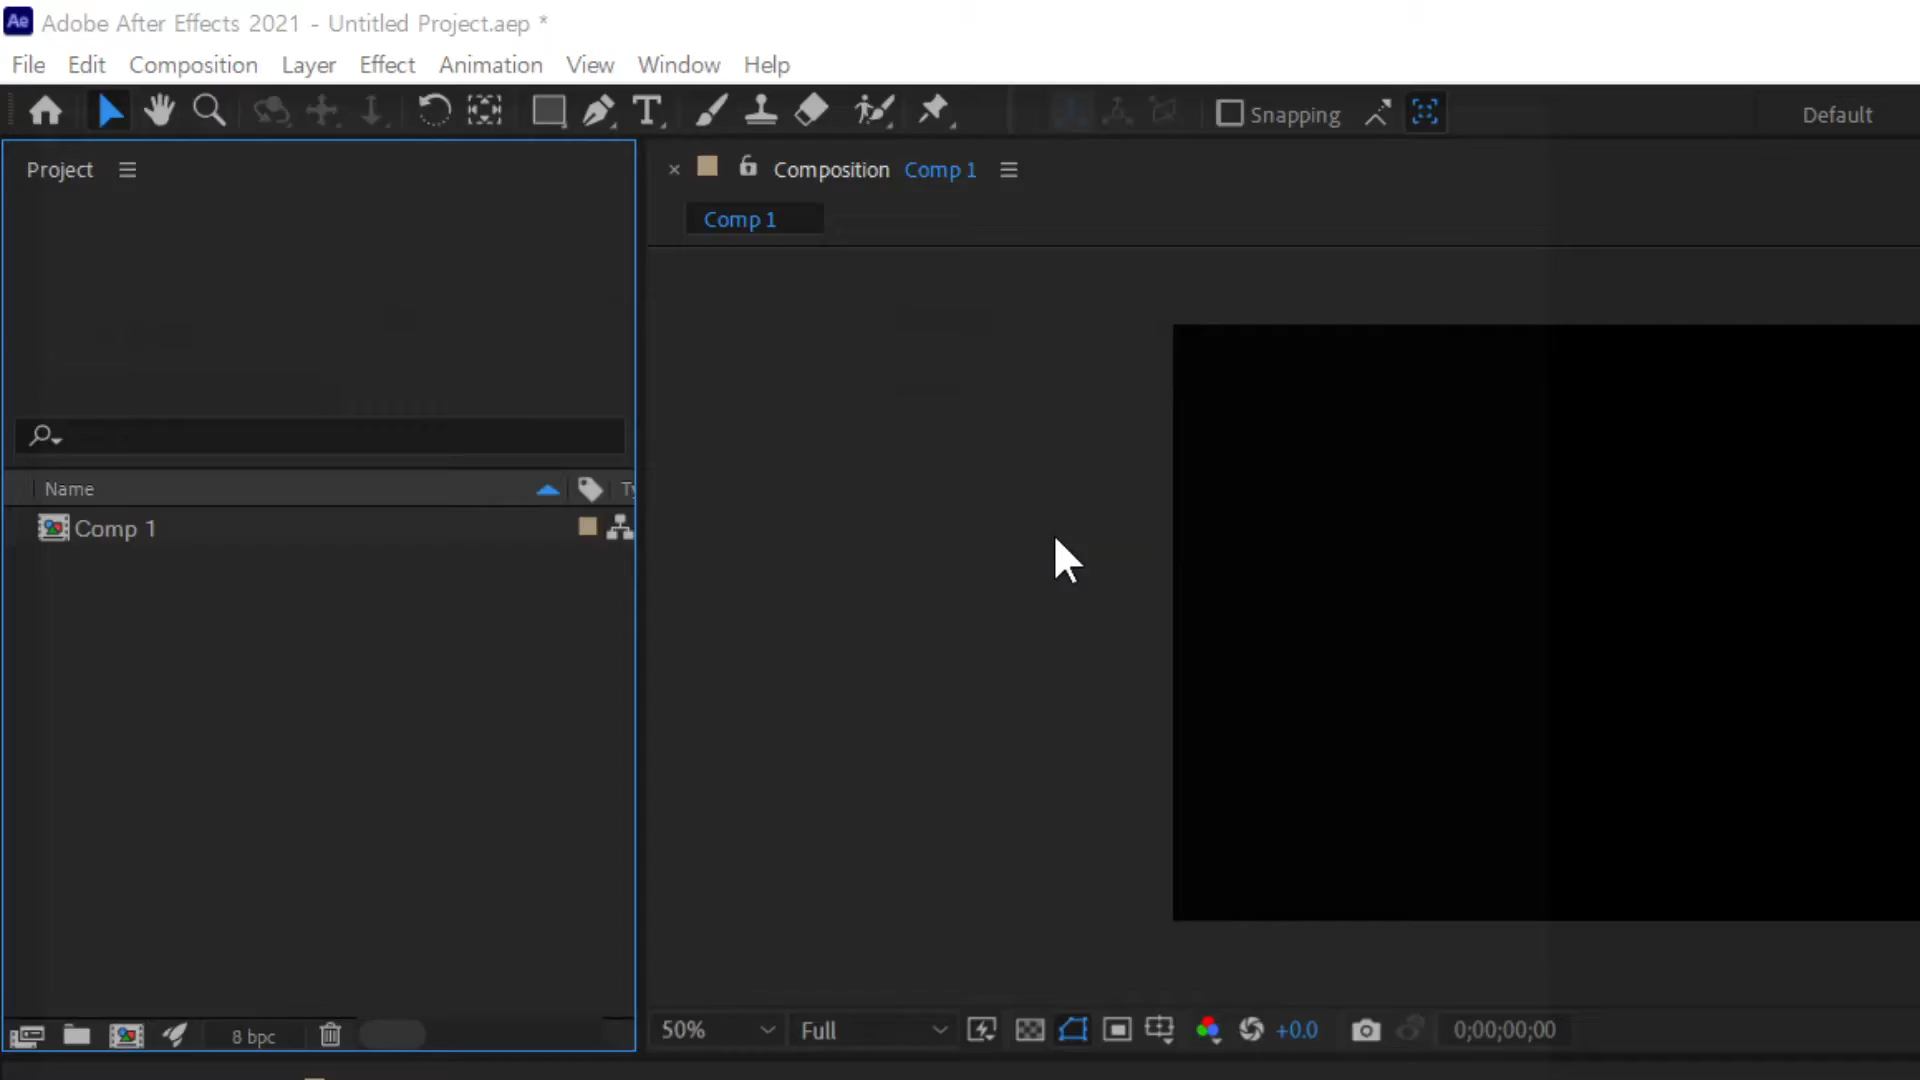 Ae Adobe After Effects 2021 - Untitled Project.aep *
File Edit Composition Layer Effect Animation View Window Help
T Snapping Default
Project
Composition Comp 1
Comp 1
Name
Comp 1
8 bpc
50% Full +0.0 0;00;00;00